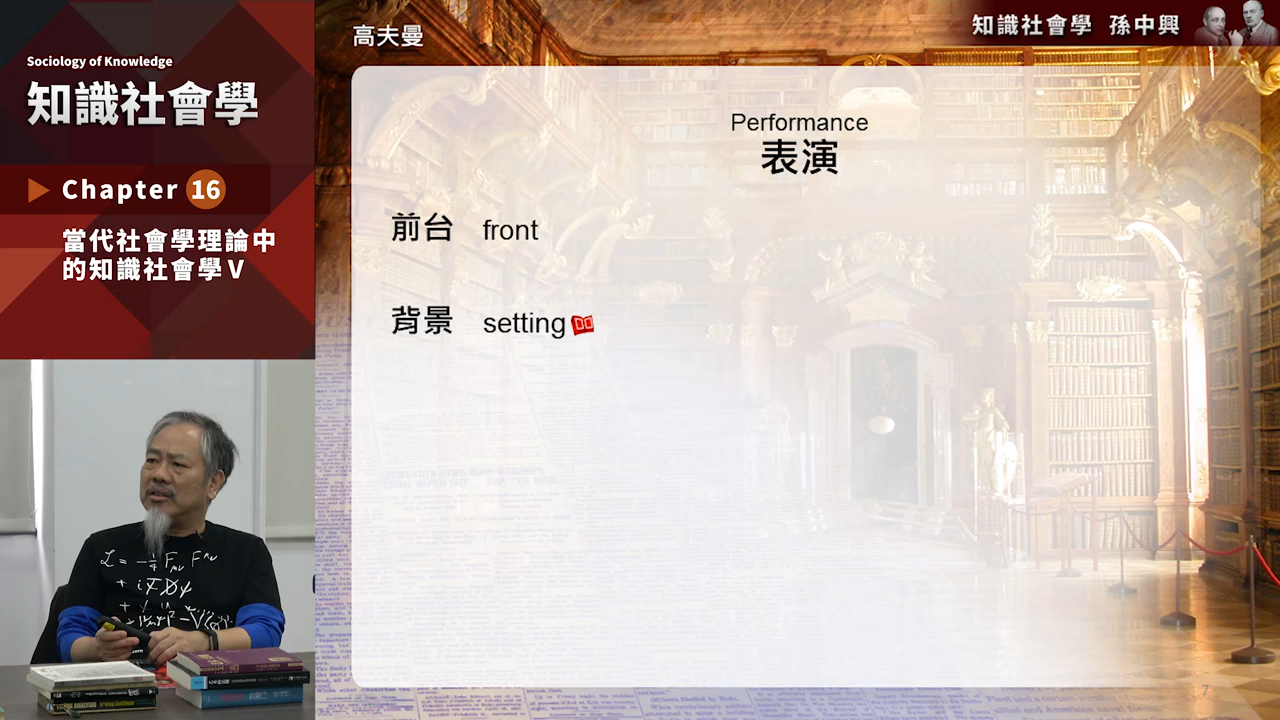 Sociology of Knowledge
知識社會學
Chapter 16
當代社會學理論中
的知識社會學 V
高夫曼
知識社會學 孫中興
Performance
表演
前台 front
背景 setting